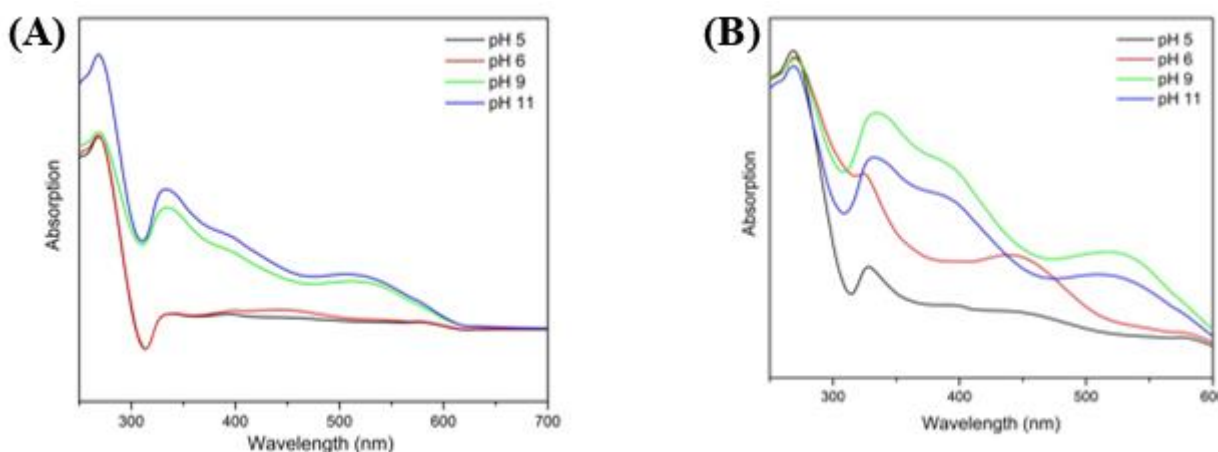 (A)
pH 5
pH 6
pH 9
pH 11
Absorption
300
400
500
600
700
Wavelength (nm)
(B)
pH 5
pH 6
pH 9
pH 11
Absorption
300
400
500
600
Wavelength (nm)